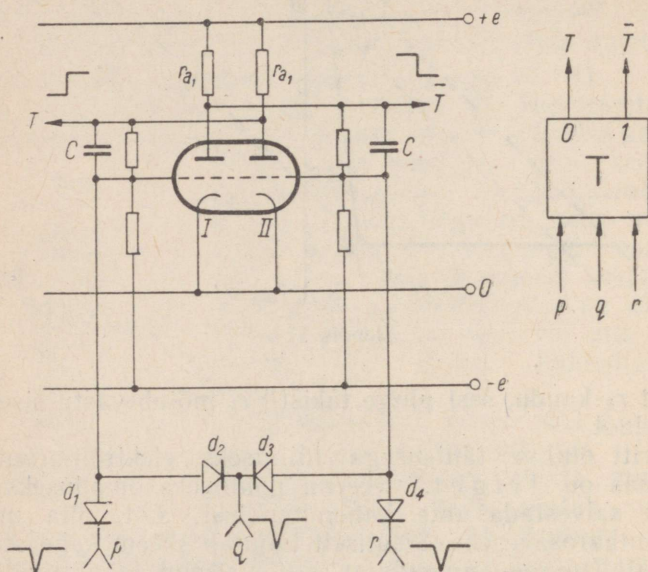 +e
ra1 ra1
T T̄
T T̄
C C
0 1
T
I II
p q r
0
-e
d2 d3
d1 d4
p q r